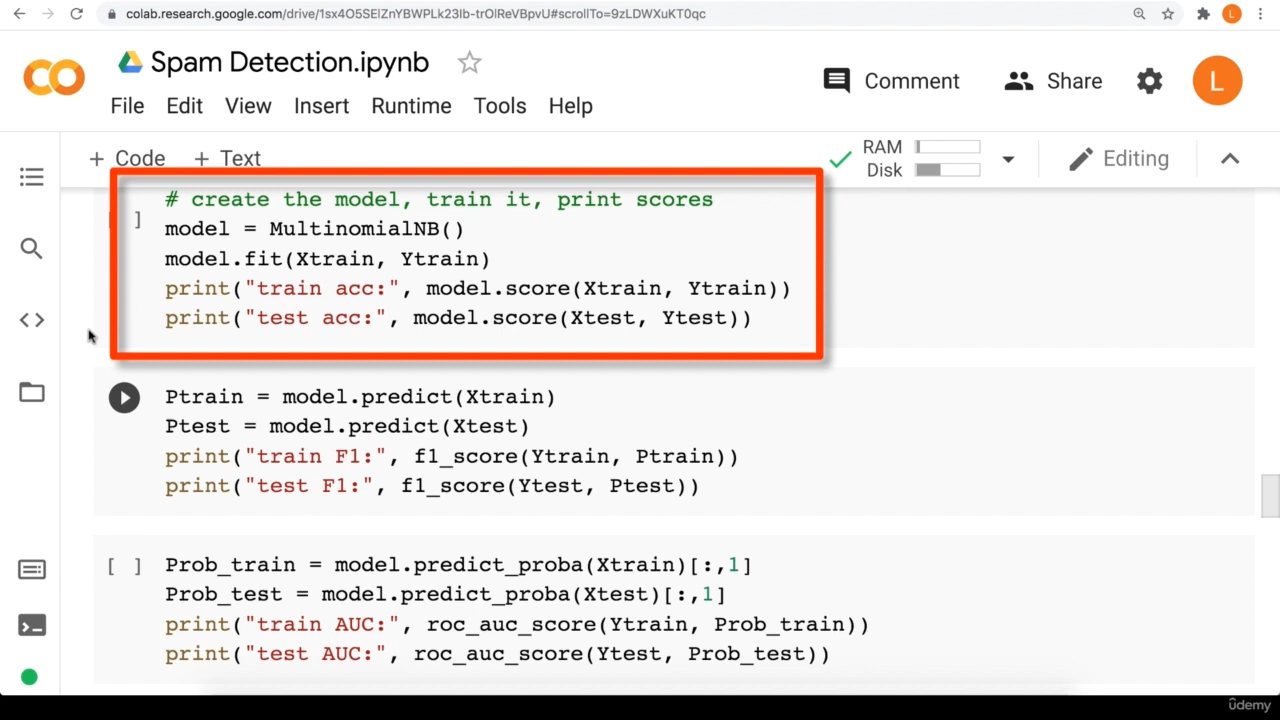 colab.research.google.com/drive/1sx4O5SElZnYBWPLk23Ib-trOlReVBpvU#scrollTo=9zLDWXuKT0qc
L
Spam Detection.ipynb
File Edit View Insert Runtime Tools Help
Comment Share L
+ Code + Text
RAM
Disk
Editing
# create the model, train it, print scores
[ ] model = MultinomialNB()
model.fit(Xtrain, Ytrain)
print("train acc:", model.score(Xtrain, Ytrain))
print("test acc:", model.score(Xtest, Ytest))
Ptrain = model.predict(Xtrain)
Ptest = model.predict(Xtest)
print("train F1:", f1_score(Ytrain, Ptrain))
print("test F1:", f1_score(Ytest, Ptest))
[ ] Prob_train = model.predict_proba(Xtrain)[:,1]
Prob_test = model.predict_proba(Xtest)[:,1]
print("train AUC:", roc_auc_score(Ytrain, Prob_train))
print("test AUC:", roc_auc_score(Ytest, Prob_test))
ûdemy